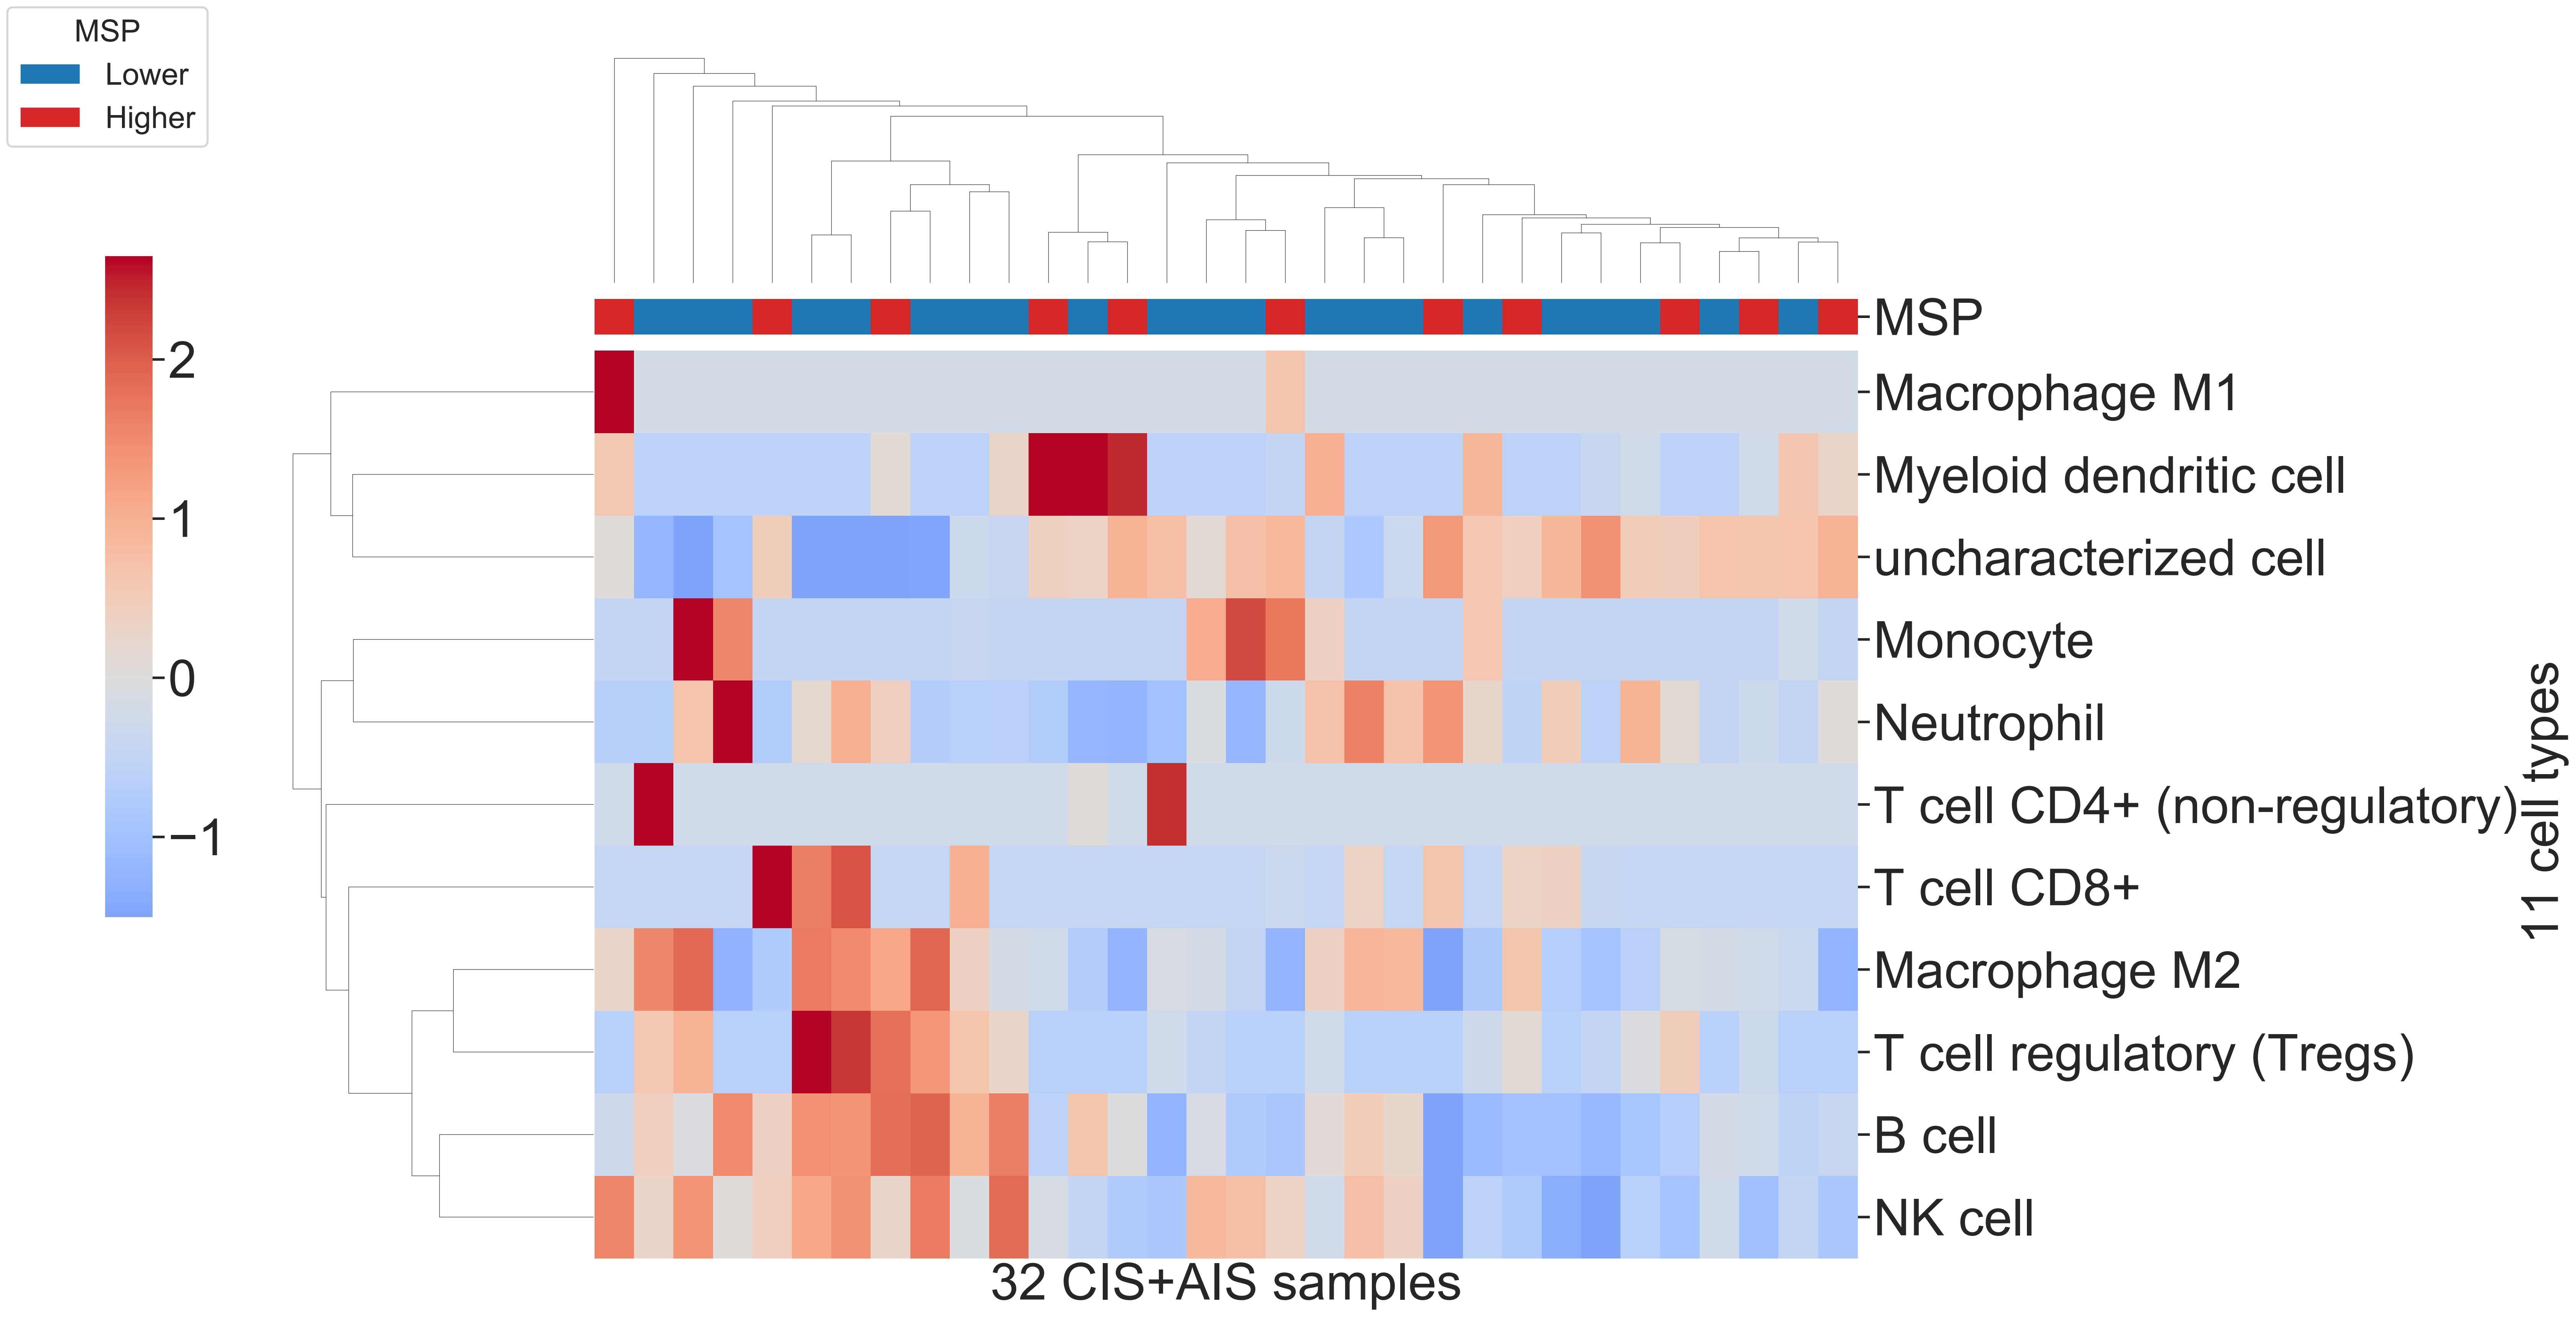 MSP
Lower
Higher
2
1
0
−1
MSP
Macrophage M1
Myeloid dendritic cell
uncharacterized cell
Monocyte
Neutrophil
T cell CD4+ (non-regulatory)
T cell CD8+
Macrophage M2
T cell regulatory (Tregs)
B cell
NK cell
11 cell types
32 CIS+AIS samples